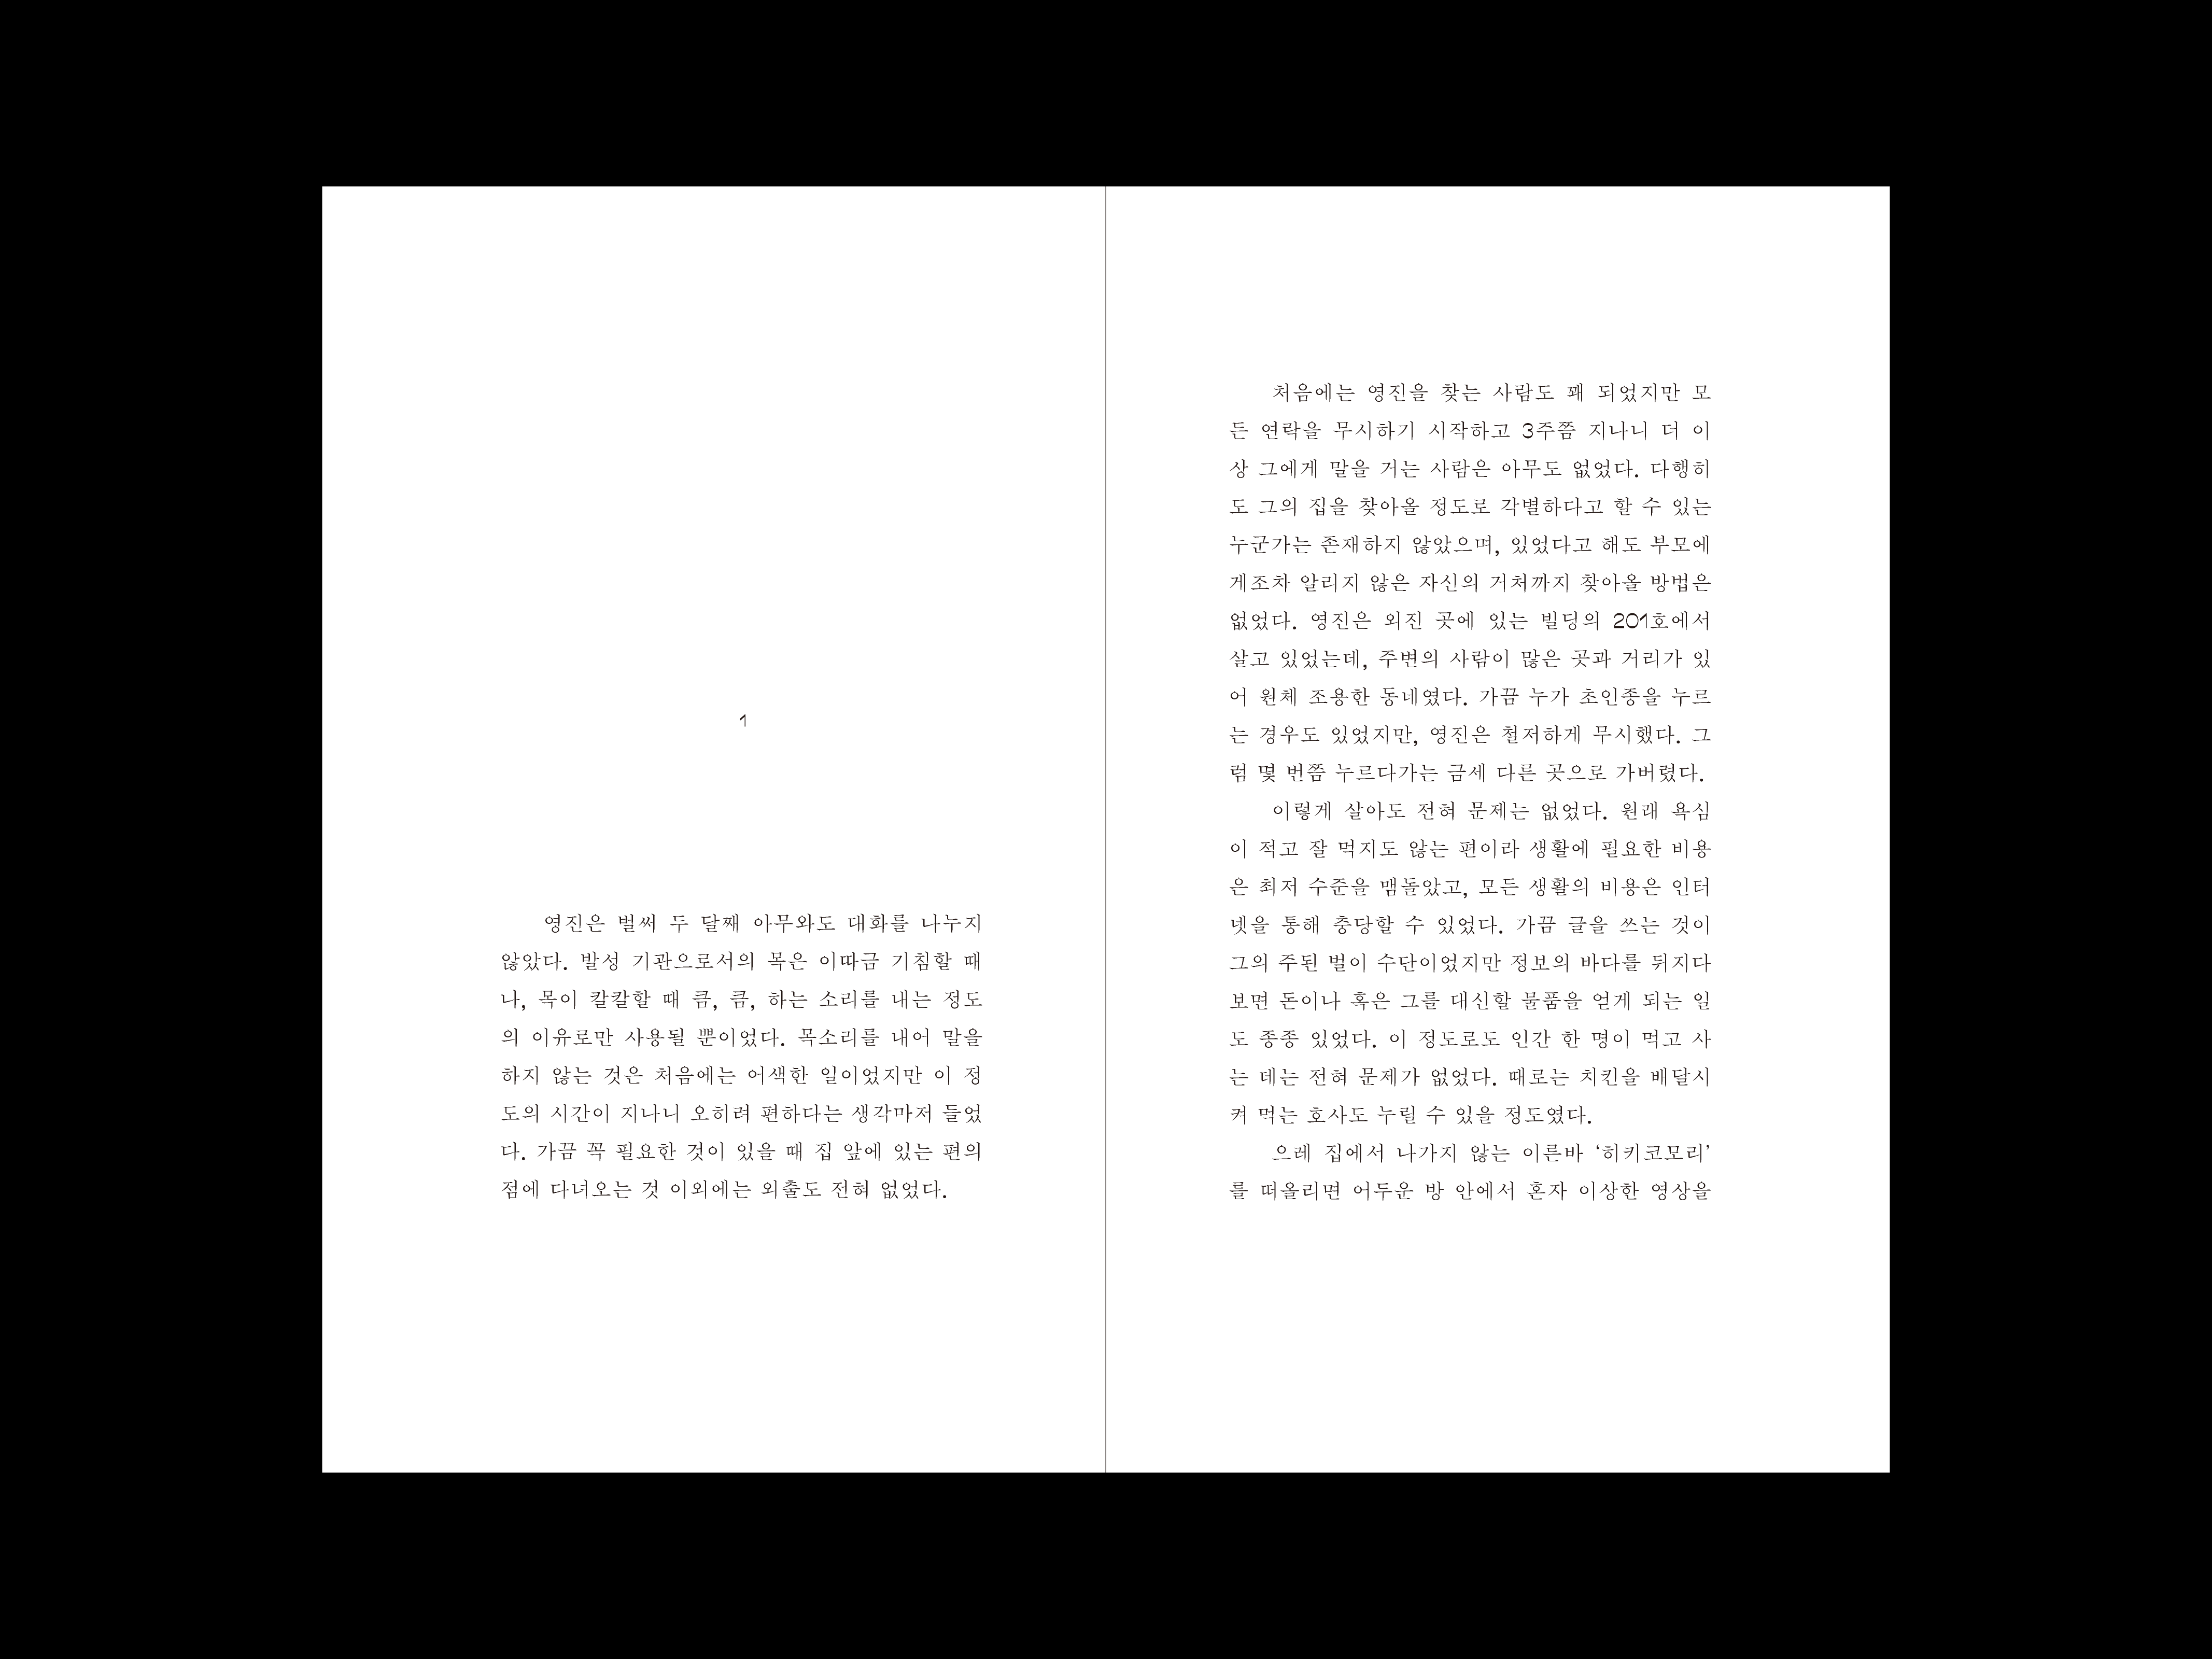 1
영진은 벌써 두 달째 아무와도 대화를 나누지
않았다. 발성 기관으로서의 목은 이따금 기침할 때
나, 목이 칼칼할 때 큼, 큼, 하는 소리를 내는 정도
의 이유로만 사용될 뿐이었다. 목소리를 내어 말을
하지 않는 것은 처음에는 어색한 일이었지만 이 정
도의 시간이 지나니 오히려 편하다는 생각마저 들었
다. 가끔 꼭 필요한 것이 있을 때 집 앞에 있는 편의
점에 다녀오는 것 이외에는 외출도 전혀 없었다.
처음에는 영진을 찾는 사람도 꽤 되었지만 모
든 연락을 무시하기 시작하고 3주쯤 지나니 더 이
상 그에게 말을 거는 사람은 아무도 없었다. 다행히
도 그의 집을 찾아올 정도로 각별하다고 할 수 있는
누군가는 존재하지 않았으며, 있었다고 해도 부모에
게조차 알리지 않은 자신의 거처까지 찾아올 방법은
없었다. 영진은 외진 곳에 있는 빌딩의 201호에서
살고 있었는데, 주변의 사람이 많은 곳과 거리가 있
어 원체 조용한 동네였다. 가끔 누가 초인종을 누르
는 경우도 있었지만, 영진은 철저하게 무시했다. 그
럼 몇 번쯤 누르다가는 금세 다른 곳으로 가버렸다.
이렇게 살아도 전혀 문제는 없었다. 원래 욕심
이 적고 잘 먹지도 않는 편이라 생활에 필요한 비용
은 최저 수준을 맴돌았고, 모든 생활의 비용은 인터
넷을 통해 충당할 수 있었다. 가끔 글을 쓰는 것이
그의 주된 벌이 수단이었지만 정보의 바다를 뒤지다
보면 돈이나 혹은 그를 대신할 물품을 얻게 되는 일
도 종종 있었다. 이 정도로도 인간 한 명이 먹고 사
는 데는 전혀 문제가 없었다. 때로는 치킨을 배달시
켜 먹는 호사도 누릴 수 있을 정도였다.
으레 집에서 나가지 않는 이른바 ‘히키코모리’
를 떠올리면 어두운 방 안에서 혼자 이상한 영상을